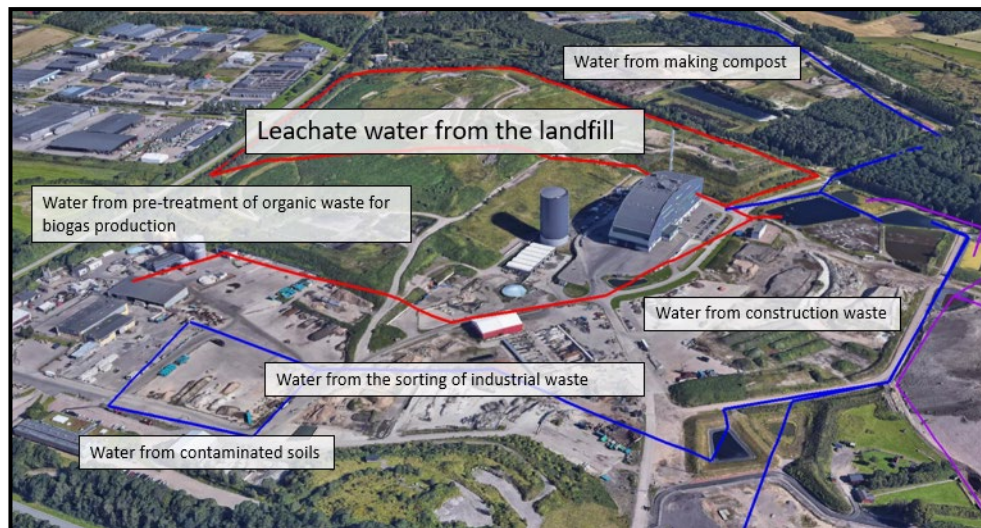 Water from making compost
Leachate water from the landfill
Water from pre-treatment of organic waste for
biogas production
Water from construction waste
Water from the sorting of industrial waste
Water from contaminated soils